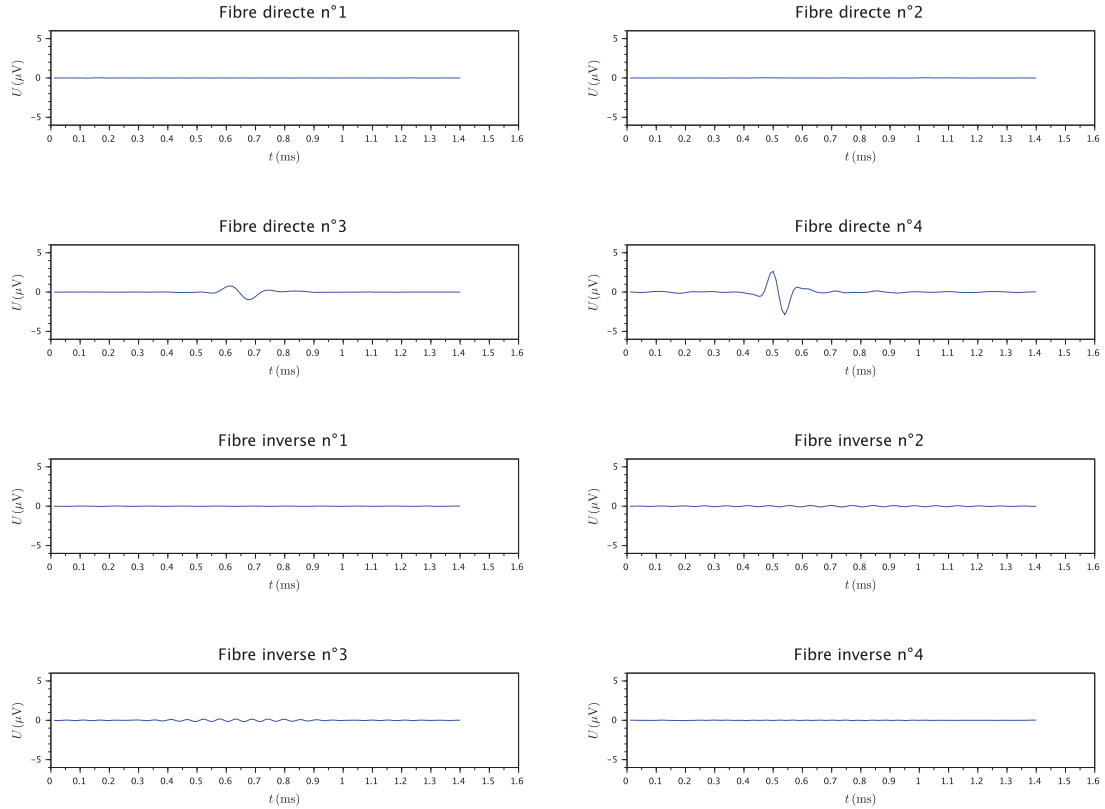 Fibre directe n°1
5
0
−5
U (µV)
0 0.1 0.2 0.3 0.4 0.5 0.6 0.7 0.8 0.9 1 1.1 1.2 1.3 1.4 1.5 1.6
t (ms)
Fibre directe n°2
5
0
−5
U (µV)
0 0.1 0.2 0.3 0.4 0.5 0.6 0.7 0.8 0.9 1 1.1 1.2 1.3 1.4 1.5 1.6
t (ms)
Fibre directe n°3
5
0
−5
U (µV)
0 0.1 0.2 0.3 0.4 0.5 0.6 0.7 0.8 0.9 1 1.1 1.2 1.3 1.4 1.5 1.6
t (ms)
Fibre directe n°4
5
0
−5
U (µV)
0 0.1 0.2 0.3 0.4 0.5 0.6 0.7 0.8 0.9 1 1.1 1.2 1.3 1.4 1.5 1.6
t (ms)
Fibre inverse n°1
5
0
−5
U (µV)
0 0.1 0.2 0.3 0.4 0.5 0.6 0.7 0.8 0.9 1 1.1 1.2 1.3 1.4 1.5 1.6
t (ms)
Fibre inverse n°2
5
0
−5
U (µV)
0 0.1 0.2 0.3 0.4 0.5 0.6 0.7 0.8 0.9 1 1.1 1.2 1.3 1.4 1.5 1.6
t (ms)
Fibre inverse n°3
5
0
−5
U (µV)
0 0.1 0.2 0.3 0.4 0.5 0.6 0.7 0.8 0.9 1 1.1 1.2 1.3 1.4 1.5 1.6
t (ms)
Fibre inverse n°4
5
0
−5
U (µV)
0 0.1 0.2 0.3 0.4 0.5 0.6 0.7 0.8 0.9 1 1.1 1.2 1.3 1.4 1.5 1.6
t (ms)